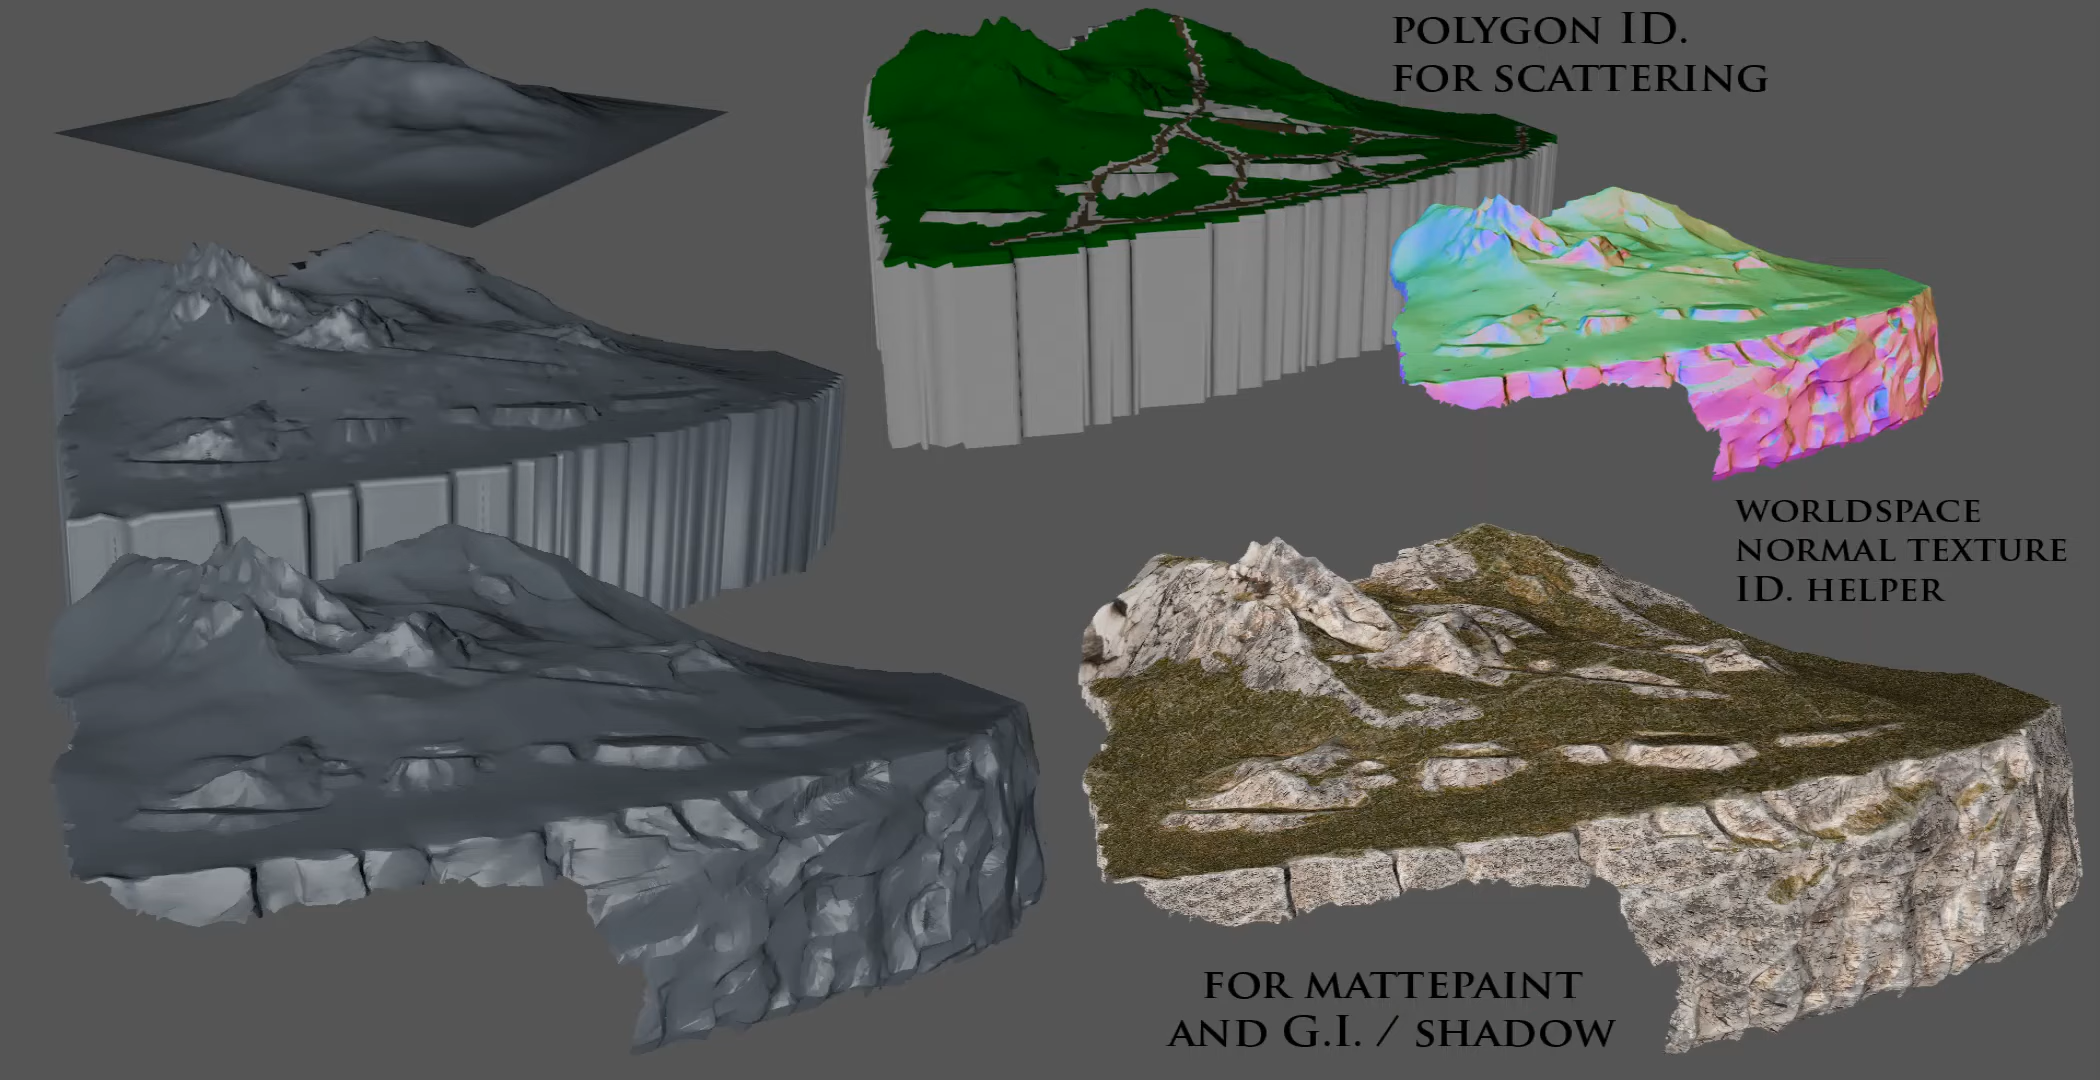 POLYGON ID.
FOR SCATTERING
WORLDSPACE
NORMAL TEXTURE
ID. HELPER
FOR MATTEPAINT
AND G.I. / SHADOW